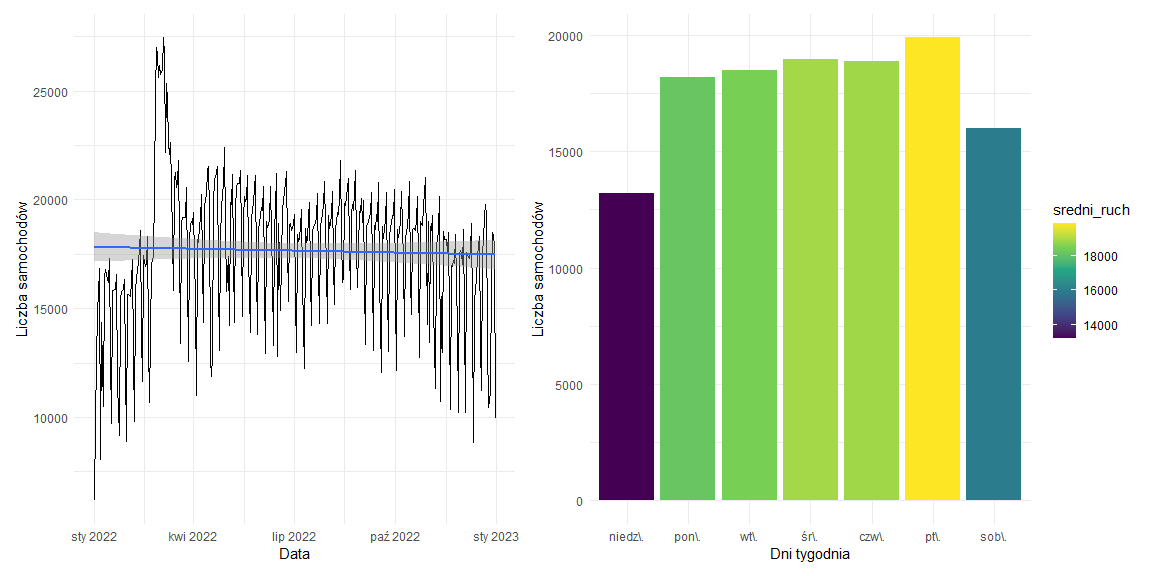 Liczba samochodów
25000
20000
15000
10000
sty 2022
kwi 2022
lip 2022
paź 2022
sty 2023
Data
Liczba samochodów
20000
15000
10000
5000
0
niedz\.
pon\.
wt\.
śr\.
czw\.
pt\.
sob\.
Dni tygodnia
sredni_ruch
18000
16000
14000